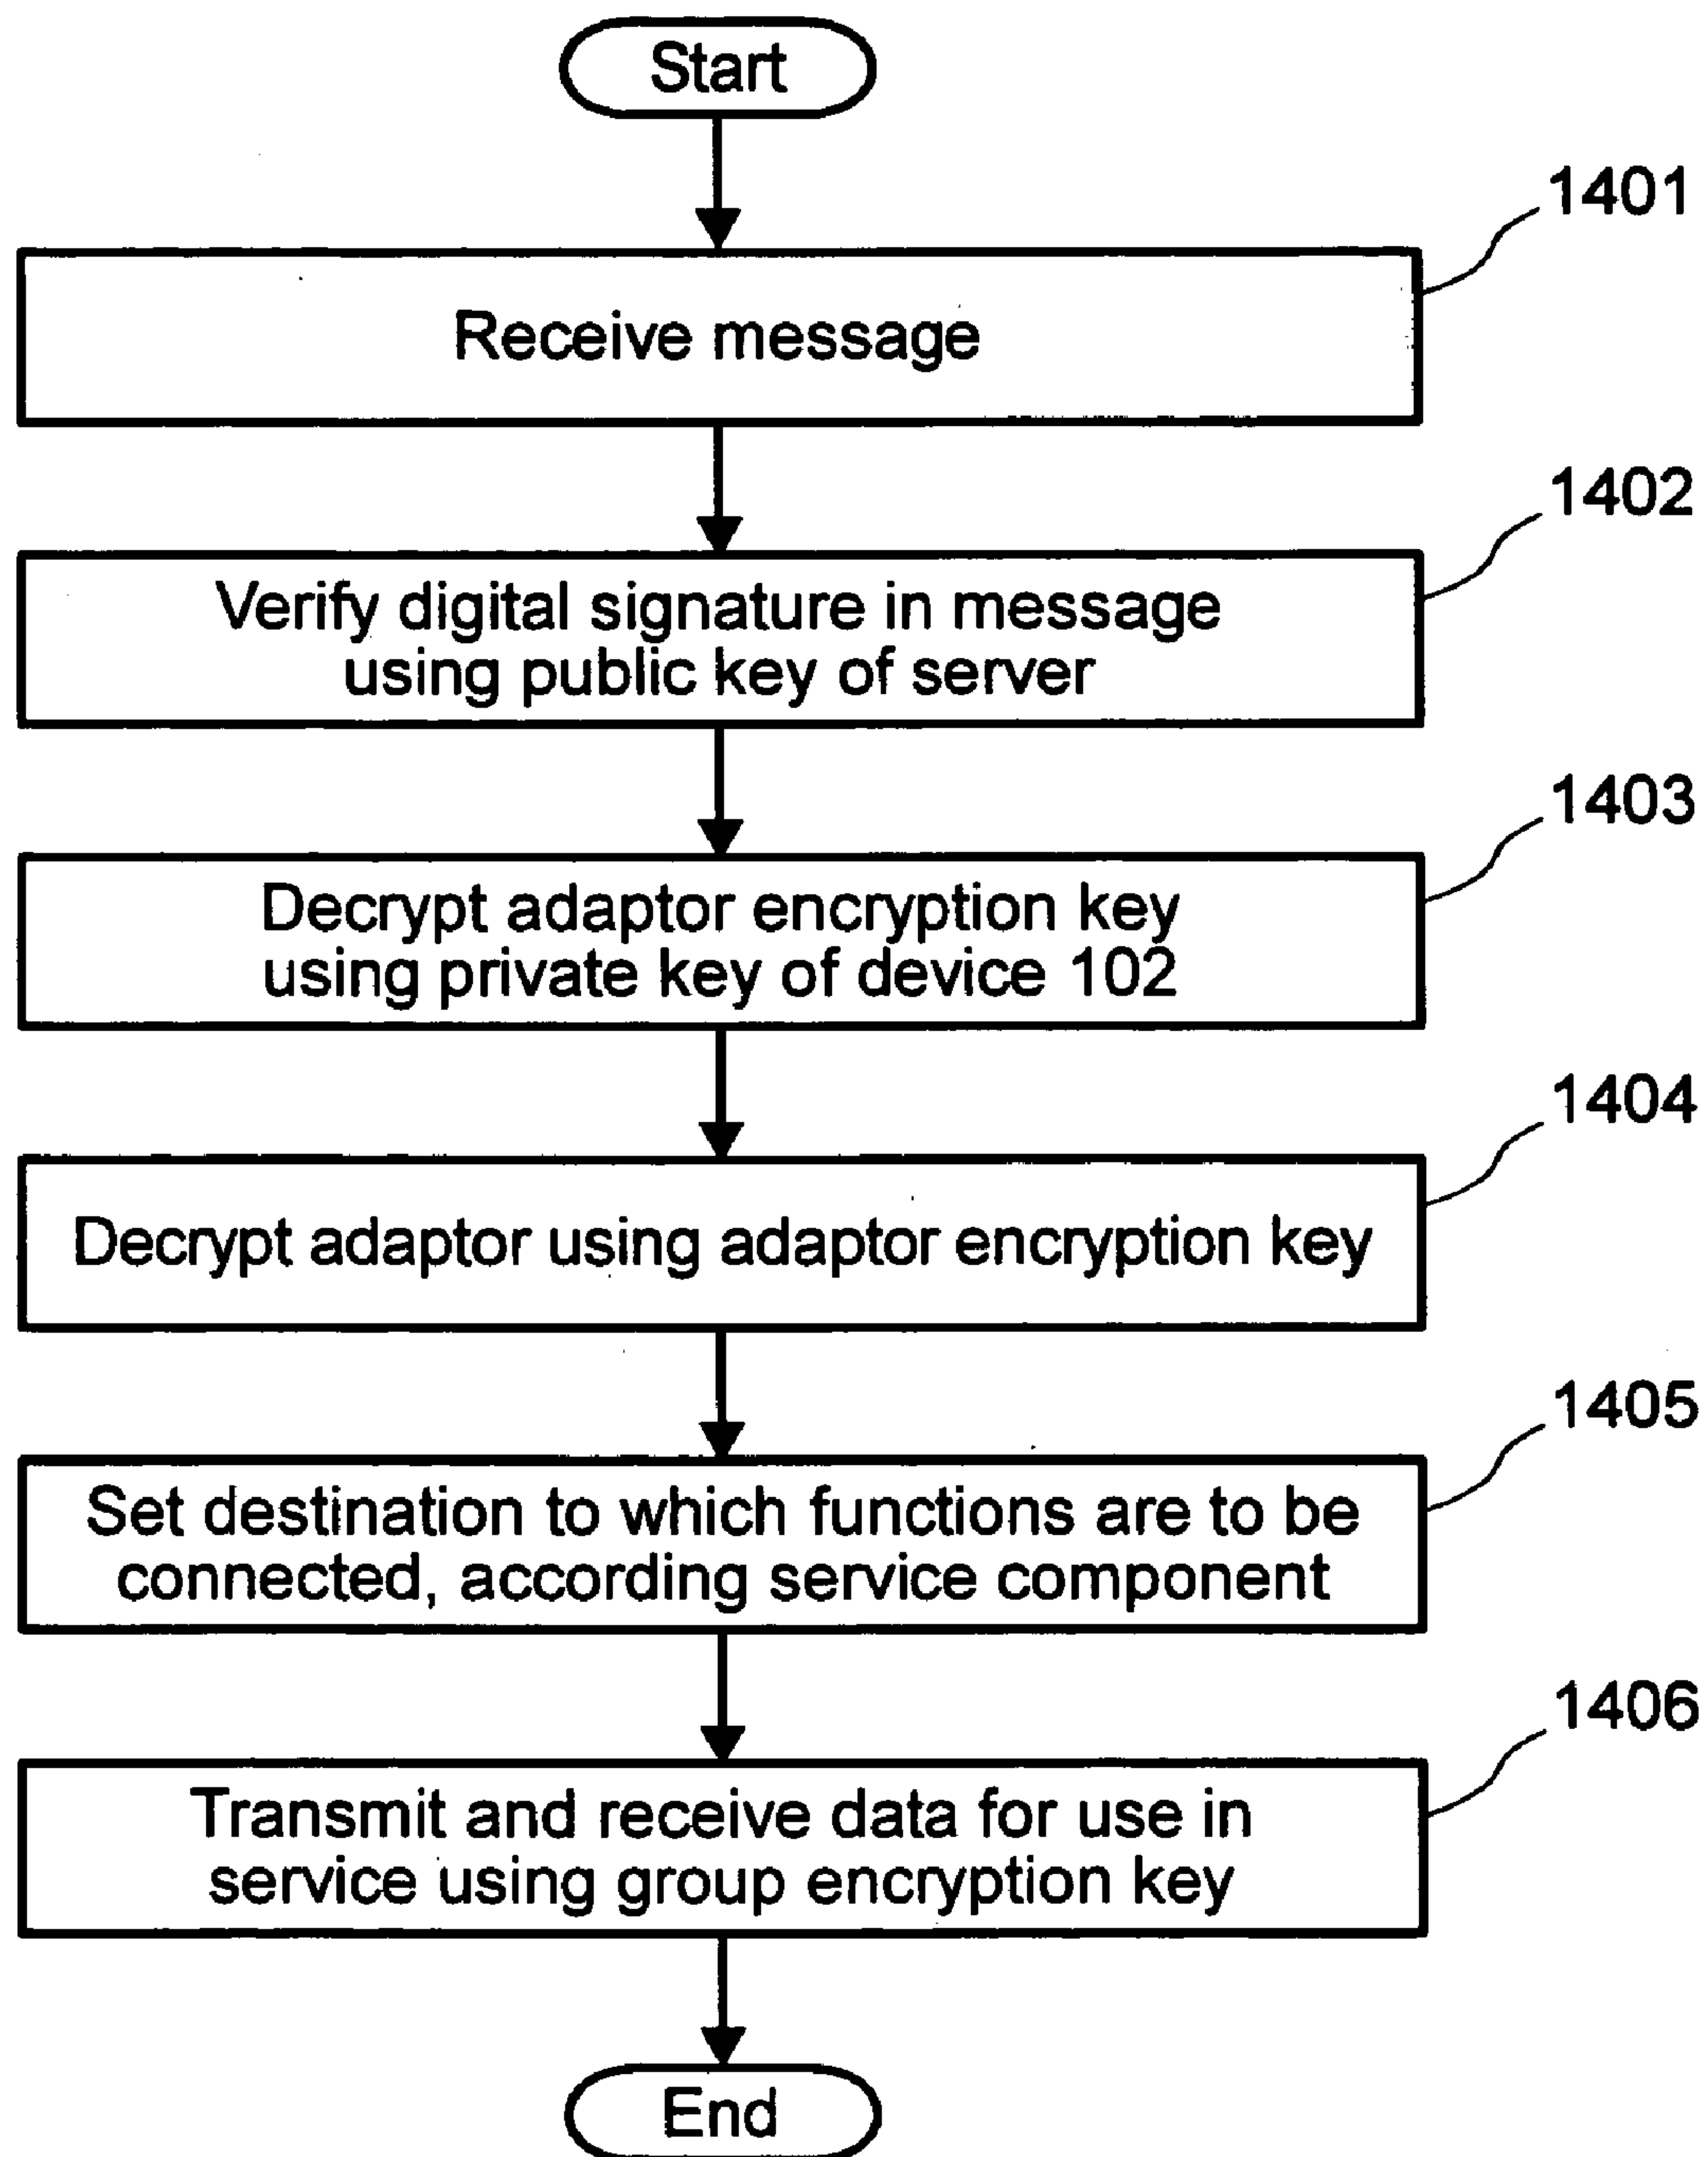 Start
1401
Receive message
1402
Verify digital signature in message
using public key of server
1403
Decrypt adaptor encryption key
using private key of device 102
1404
Decrypt adaptor using adaptor encryption key
1405
Set destination to which functions are to be
connected, according service component
1406
Transmit and receive data for use in
service using group encryption key
End